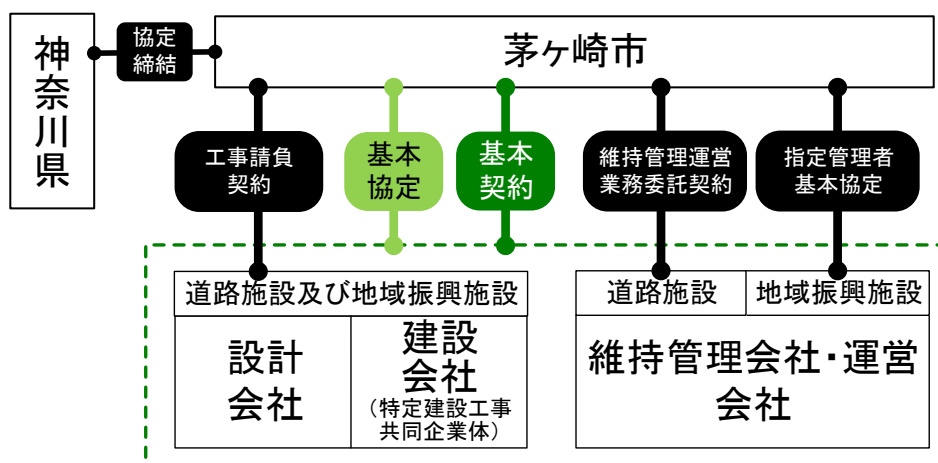 神奈川県
協定
締結
茅ヶ崎市
工事請負
契約
基本
協定
基本
契約
維持管理運営
業務委託契約
指定管理者
基本協定
道路施設及び地域振興施設
設計
会社
建設
会社
（特定建設工事
共同企業体）
道路施設
地域振興施設
維持管理会社・運営
会社